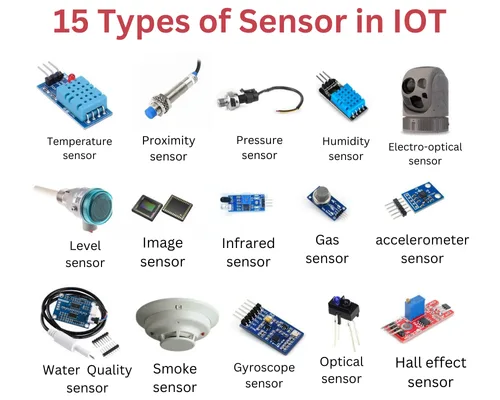 15 Types of Sensor in IOT
Temperature
sensor
Proximity
sensor
Pressure
sensor
Humidity
sensor
Electro-optical
sensor
Level
sensor
Image
sensor
Infrared
sensor
Gas
sensor
accelerometer
sensor
Water Quality
sensor
Smoke
sensor
Gyroscope
sensor
Optical
sensor
Hall effect
sensor